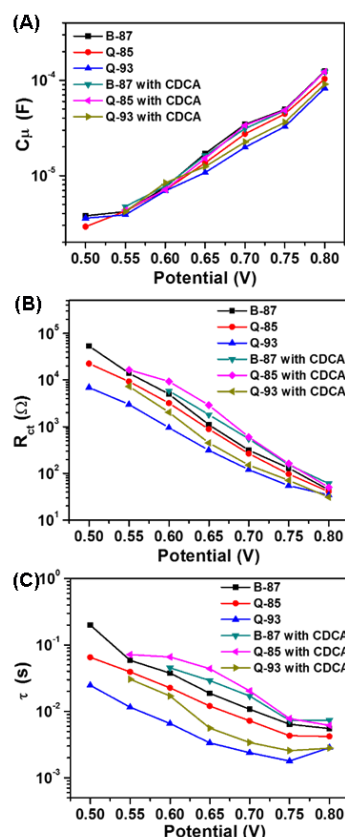 (A)
B-87
Q-85
Q-93
B-87 with CDCA
Q-85 with CDCA
Q-93 with CDCA
Cμ (F)
10⁻⁴
10⁻⁵
0.50 0.55 0.60 0.65 0.70 0.75 0.80
Potential (V)
(B)
B-87
Q-85
Q-93
B-87 with CDCA
Q-85 with CDCA
Q-93 with CDCA
R_ct (Ω)
10⁵
10⁴
10³
10²
10¹
0.50 0.55 0.60 0.65 0.70 0.75 0.80
Potential (V)
(C)
B-87
Q-85
Q-93
B-87 with CDCA
Q-85 with CDCA
Q-93 with CDCA
τ (s)
10⁰
10⁻¹
10⁻²
10⁻³
0.50 0.55 0.60 0.65 0.70 0.75 0.80
Potential (V)